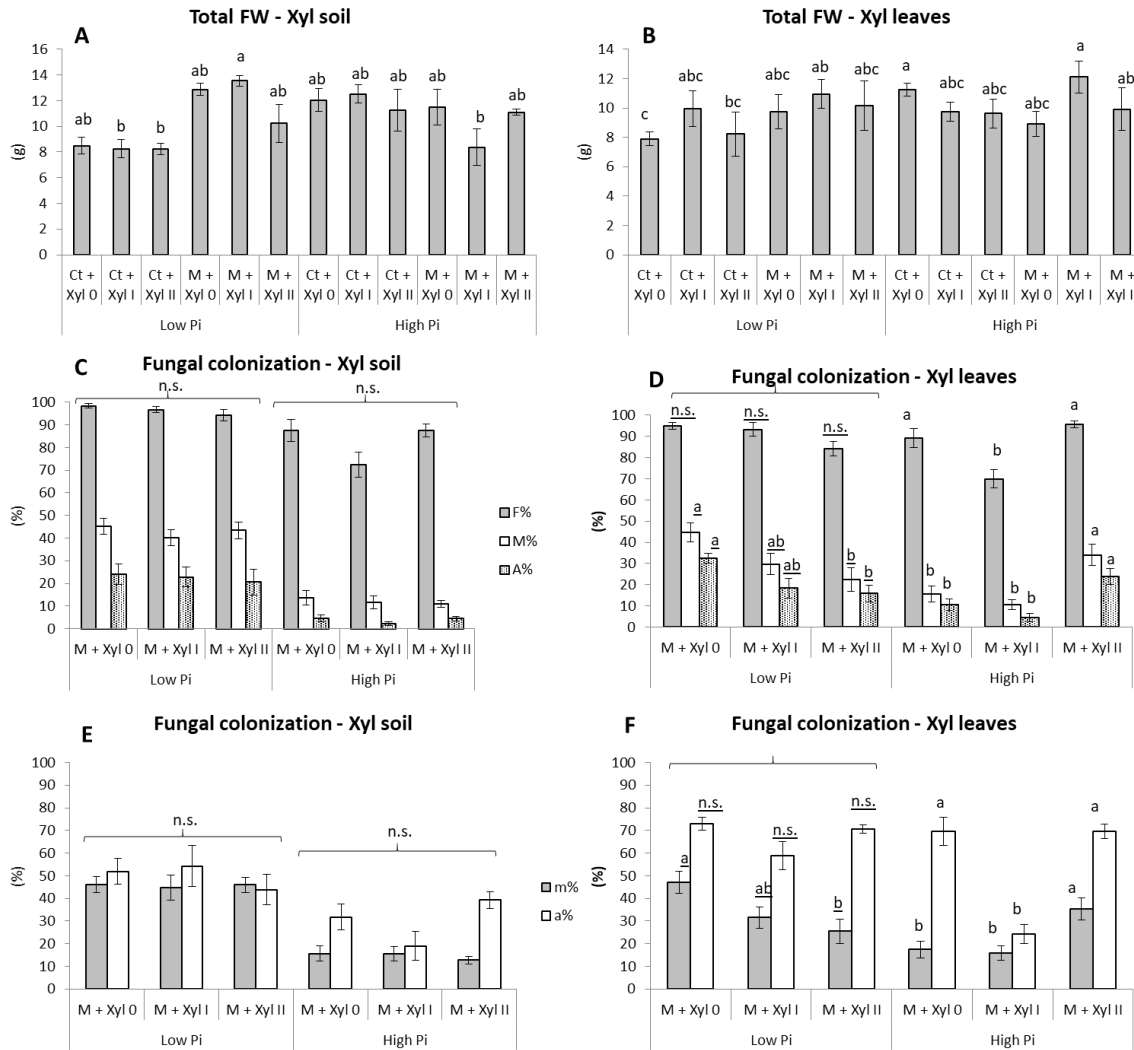 Total FW - Xyl soil
A
16
14
12
10
8
6
4
2
0
(g)
ab
b
b
ab
a
ab
ab
ab
ab
ab
b
ab
Ct + Xyl 0
Ct + Xyl I
Ct + Xyl II
M + Xyl 0
M + Xyl I
M + Xyl II
Ct + Xyl 0
Ct + Xyl I
Ct + Xyl II
M + Xyl 0
M + Xyl I
M + Xyl II
Low Pi
High Pi
Total FW - Xyl leaves
B
14
12
10
8
6
4
2
0
(g)
c
abc
bc
abc
ab
abc
a
abc
abc
abc
a
ab
Ct + Xyl 0
Ct + Xyl I
Ct + Xyl II
M + Xyl 0
M + Xyl I
M + Xyl II
Ct + Xyl 0
Ct + Xyl I
Ct + Xyl II
M + Xyl 0
M + Xyl I
M + Xyl I
Low Pi
High Pi
Fungal colonization - Xyl soil
C
n.s.
n.s.
100
90
80
70
60
50
40
30
20
10
0
(%)
F%
M%
A%
M + Xyl 0
M + Xyl I
M + Xyl II
M + Xyl 0
M + Xyl I
M + Xyl II
Low Pi
High Pi
Fungal colonization - Xyl leaves
D
100
90
80
70
60
50
40
30
20
10
0
(%)
n.s.
a
a
n.s.
ab
ab
n.s.
b
b
a
b
b
b
b
b
a
a
a
M + Xyl 0
M + Xyl I
M + Xyl II
M + Xyl 0
M + Xyl I
M + Xyl II
Low Pi
High Pi
Fungal colonization - Xyl soil
E
100
90
80
70
60
50
40
30
20
10
0
(%)
n.s.
n.s.
m%
a%
M + Xyl 0
M + Xyl I
M + Xyl II
M + Xyl 0
M + Xyl I
M + Xyl II
Low Pi
High Pi
Fungal colonization - Xyl leaves
F
100
90
80
70
60
50
40
30
20
10
0
(%)
a
n.s.
ab
n.s.
b
n.s.
b
a
b
b
a
a
M + Xyl 0
M + Xyl I
M + Xyl II
M + Xyl 0
M + Xyl I
M + Xyl II
Low Pi
High Pi